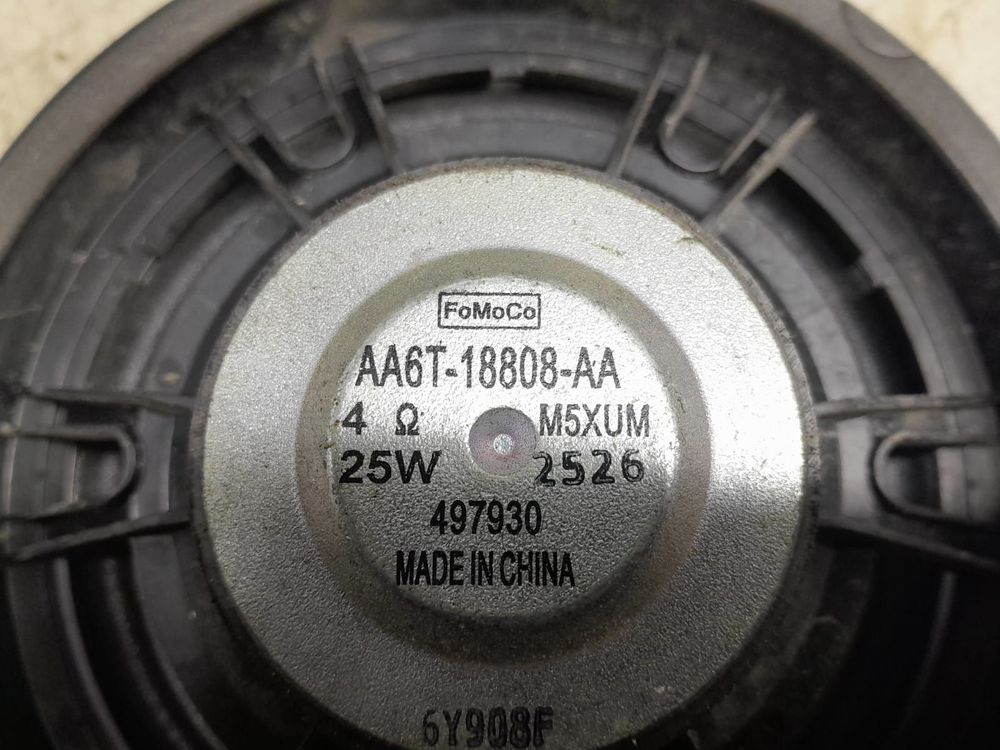 FoMoCo
AA6T-18808-AA
4 Ω M5XUM
25W 2526
497930
MADE IN CHINA
6Y908F